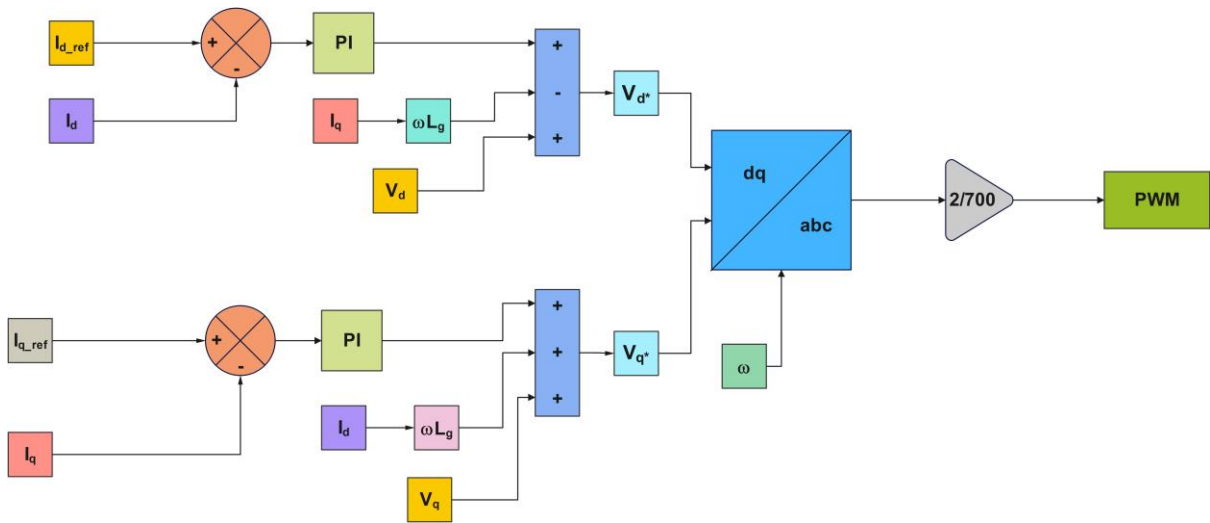 I_d_ref
+
-
PI
I_d
I_q
ωL_g
V_d
+
-
+
V_d*
dq
abc
2/700
PWM
I_q_ref
+
-
PI
I_q
I_d
ωL_g
V_q
+
+
+
V_q*
ω